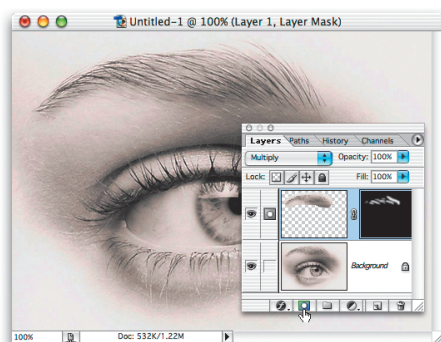 Untitled-1 @ 100% (Layer 1, Layer Mask)
Layers Paths History Channels
Multiply Opacity: 100%
Lock: Fill: 100%
Background
100% Doc: 532K/1.22M